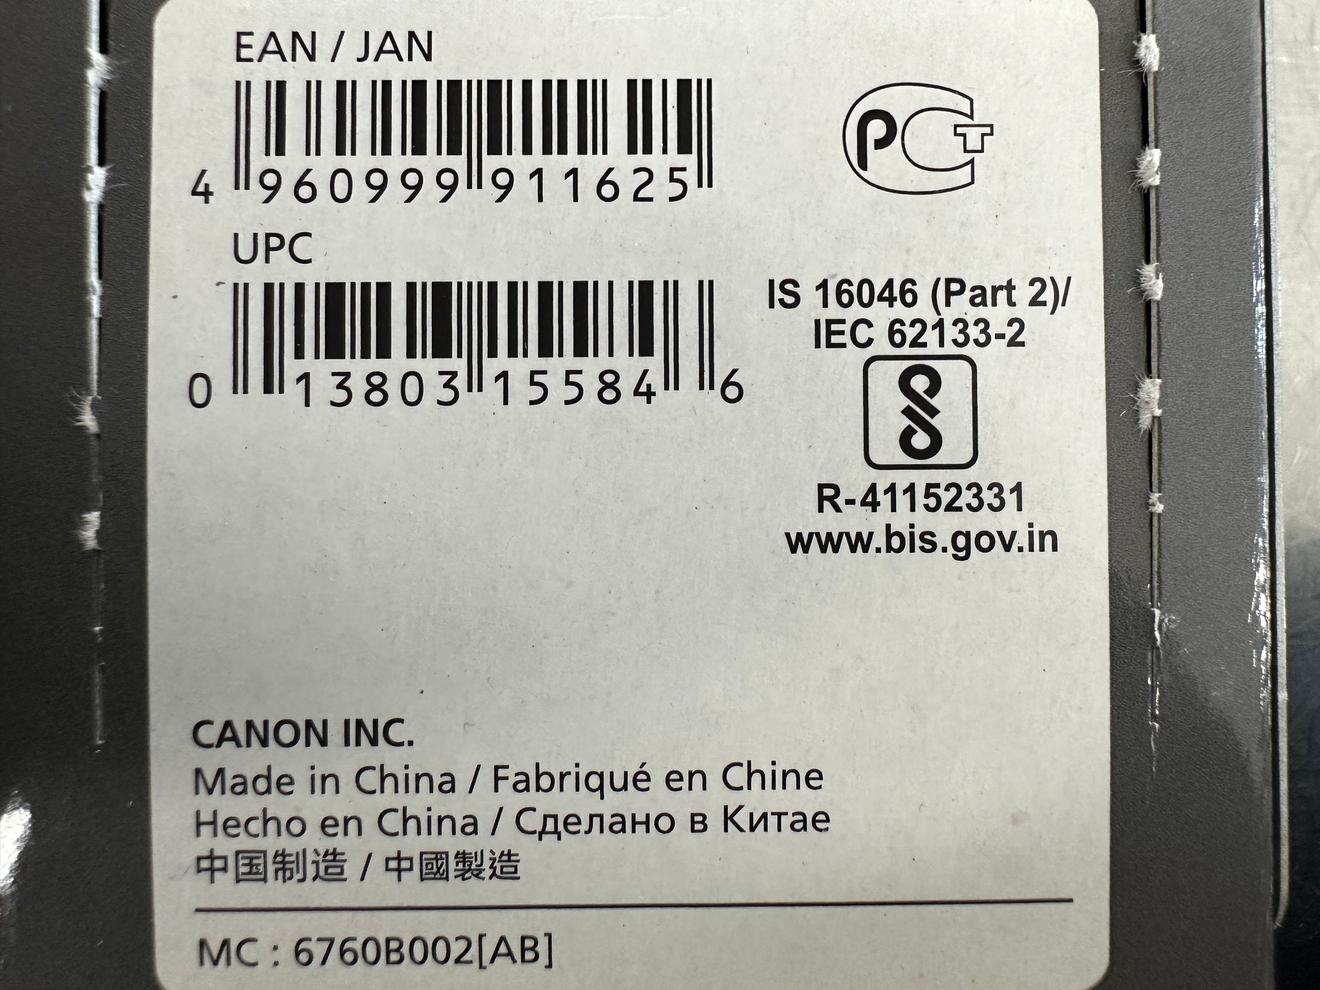 EAN / JAN
4 960999 911625
UPC
0 13803 15584 6
PCT
IS 16046 (Part 2)/
IEC 62133-2
R-41152331
www.bis.gov.in
CANON INC.
Made in China / Fabriqué en Chine
Hecho en China / Сделано в Китае
中国制造 / 中國製造
MC : 6760B002[AB]